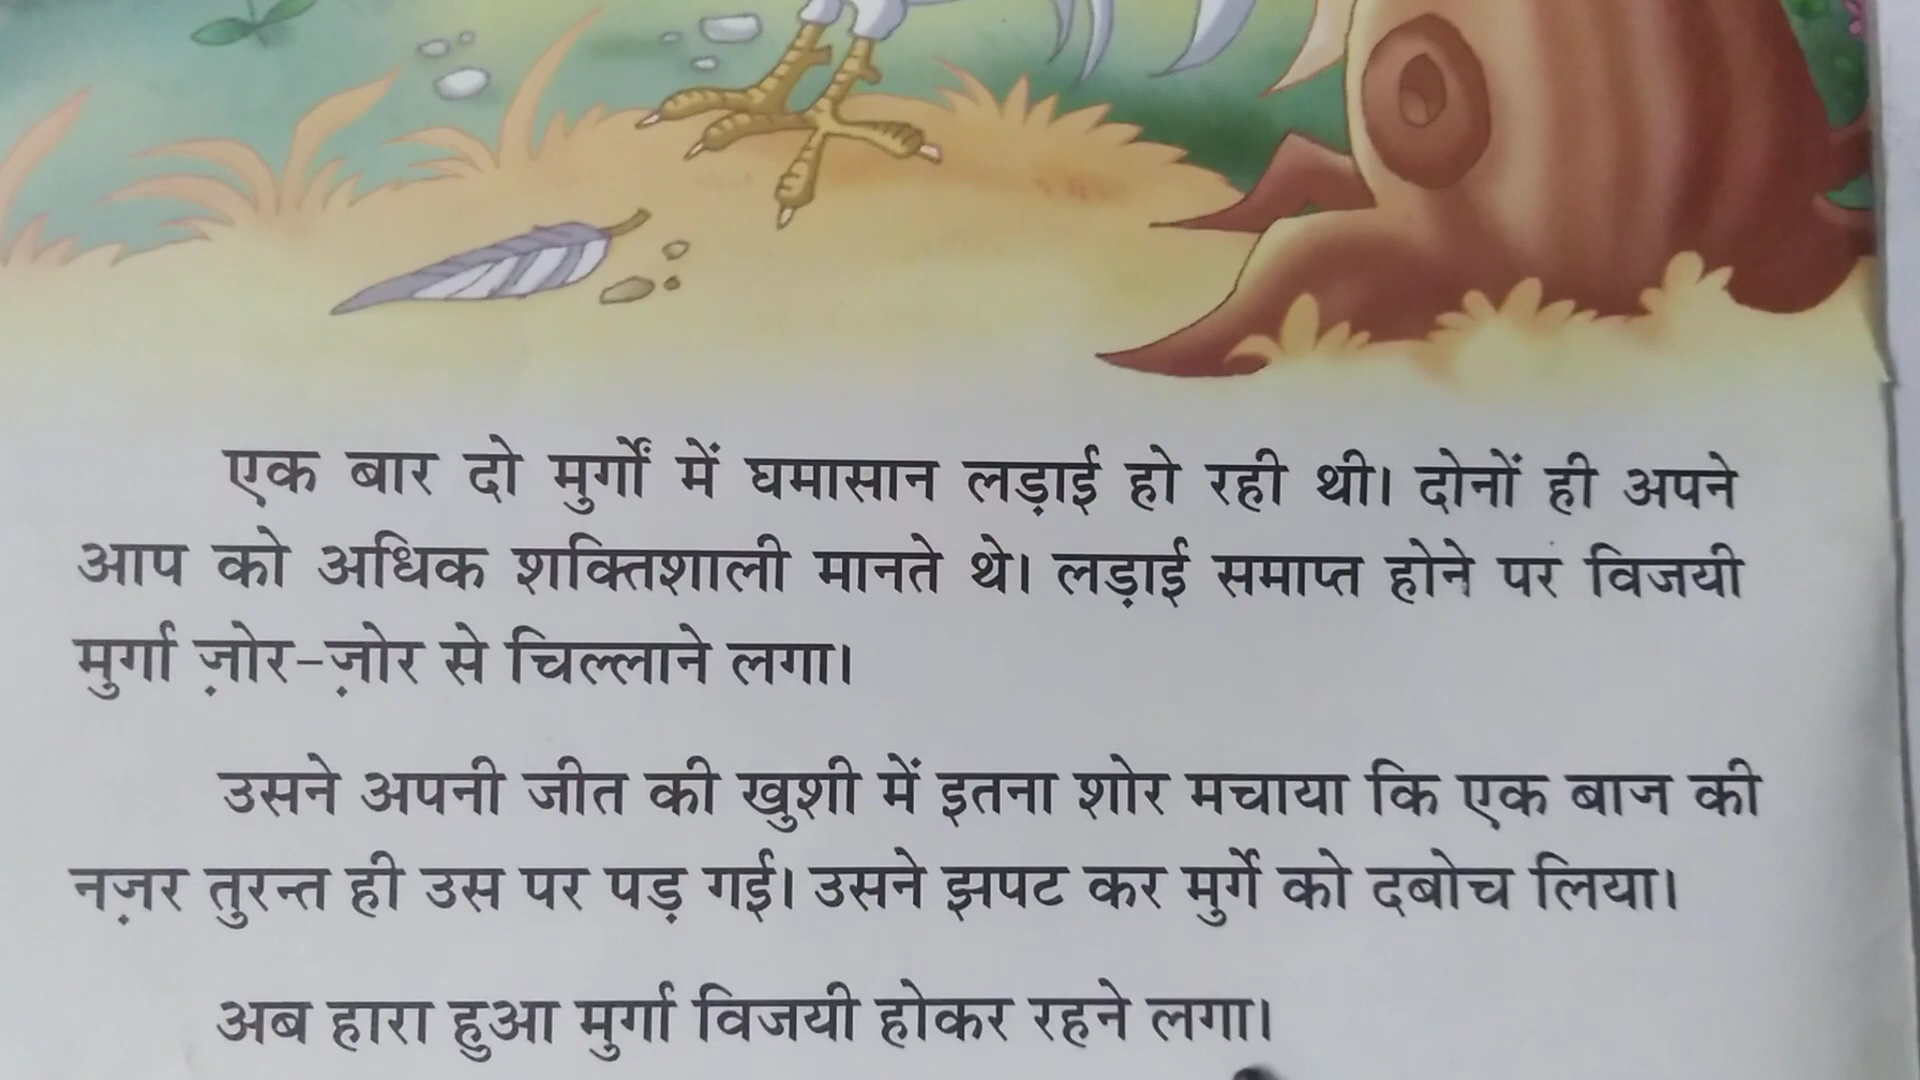 एक बार दो मुर्गों में घमासान लड़ाई हो रही थी। दोनों ही अपने
आप को अधिक शक्तिशाली मानते थे। लड़ाई समाप्त होने पर विजयी
मुर्गा ज़ोर-ज़ोर से चिल्लाने लगा।
उसने अपनी जीत की खुशी में इतना शोर मचाया कि एक बाज की
नज़र तुरन्त ही उस पर पड़ गई। उसने झपट कर मुर्गे को दबोच लिया।
अब हारा हुआ मुर्गा विजयी होकर रहने लगा।